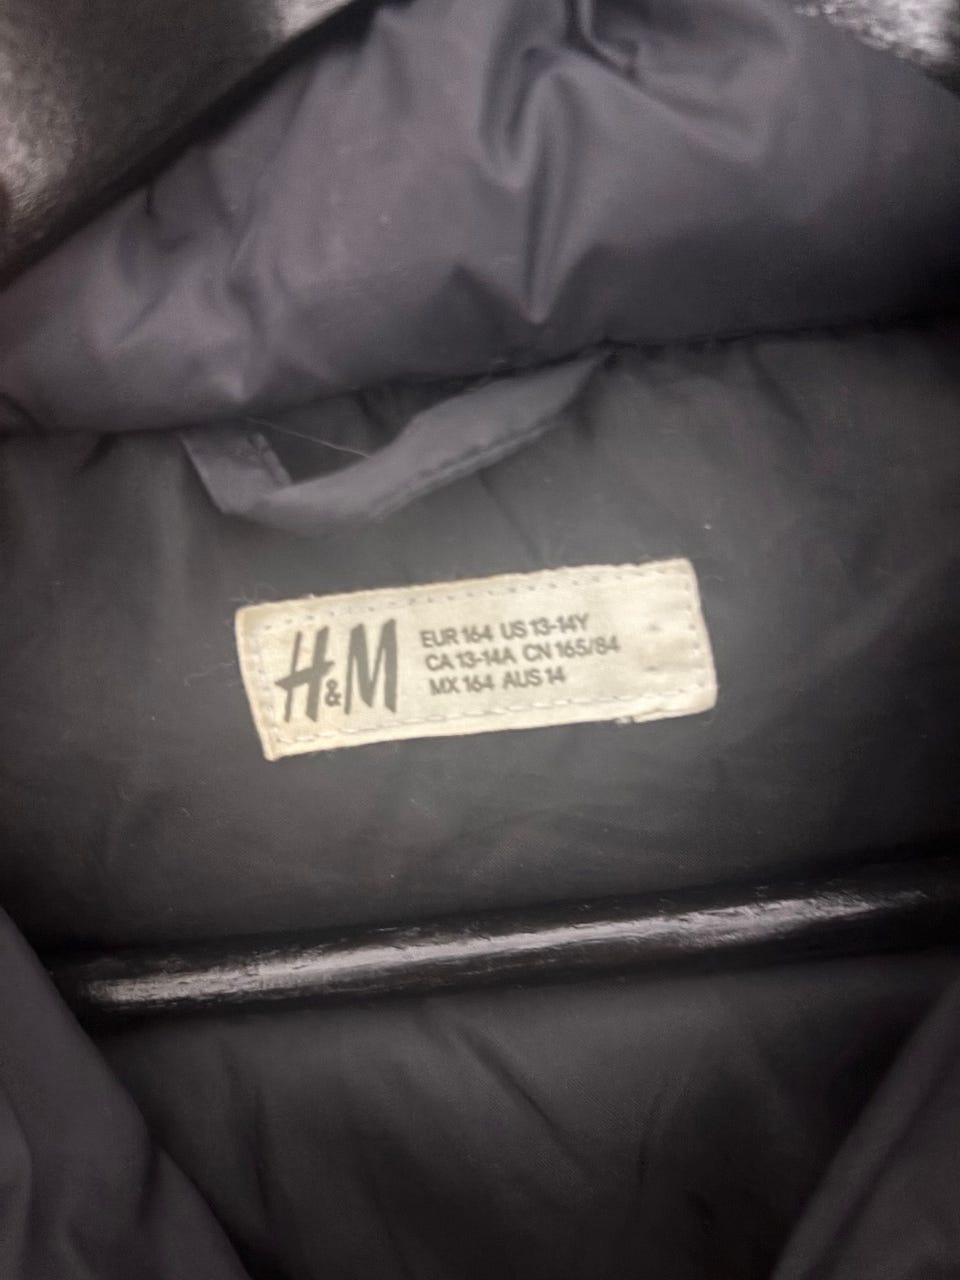 H&M
EUR 164 US 13-14Y
CA 13-14A CN 165/84
MX 164 AUS 14